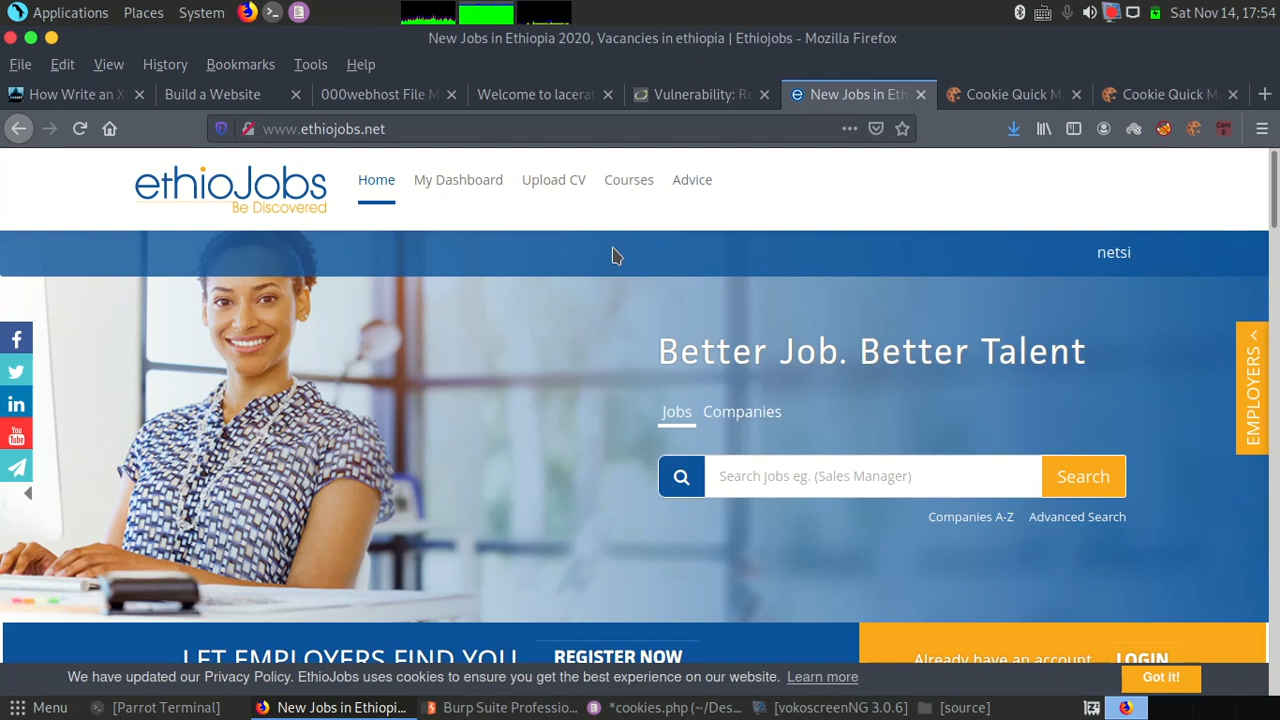 Applications Places System Sat Nov 14, 17:54
New Jobs in Ethiopia 2020, Vacancies in ethiopia | Ethiojobs - Mozilla Firefox
File Edit View History Bookmarks Tools Help
How Write an X Build a Website 000webhost File M Welcome to lacerat Vulnerability: Re New Jobs in Eth Cookie Quick M Cookie Quick M
www.ethiojobs.net
ethioJobs
Be Discovered
Home My Dashboard Upload CV Courses Advice
netsi
Better Job. Better Talent
Jobs Companies
Search jobs eg. (Sales Manager) Search
Companies A-Z Advanced Search
EMPLOYERS
You
Tube
LET EMPLOYERS FIND YOU REGISTER NOW Already have an account LOGIN
We have updated our Privacy Policy. EthioJobs uses cookies to ensure you get the best experience on our website. Learn more Got it!
Menu [Parrot Terminal] New Jobs in Ethiopi... Burp Suite Professio... *cookies.php (~/Des... [vokoscreenNG 3.0.6] [source]